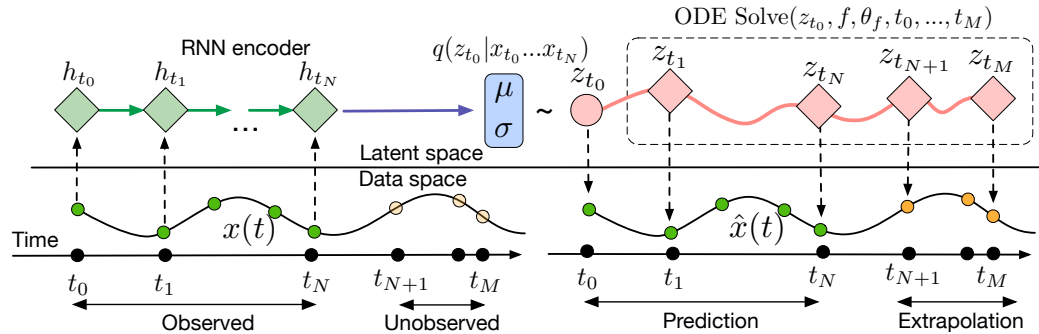 ODE Solve(z_{t_0}, f, θ_f, t_0, ..., t_M)
RNN encoder
q(z_{t_0}|x_{t_0}...x_{t_N})
h_{t_0} h_{t_1} h_{t_N}
z_{t_0} z_{t_1} z_{t_N} z_{t_{N+1}} z_{t_M}
...
μ
σ
~
Latent space
Data space
x(t)
x̂(t)
Time
t_0 t_1 t_N t_{N+1} t_M
t_0 t_1 t_N t_{N+1} t_M
Observed Unobserved
Prediction Extrapolation